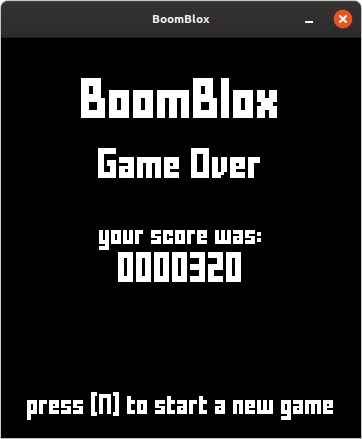 BoomBlox
BoomBlox
Game Over
your score was:
0000320
press [N] to start a new game